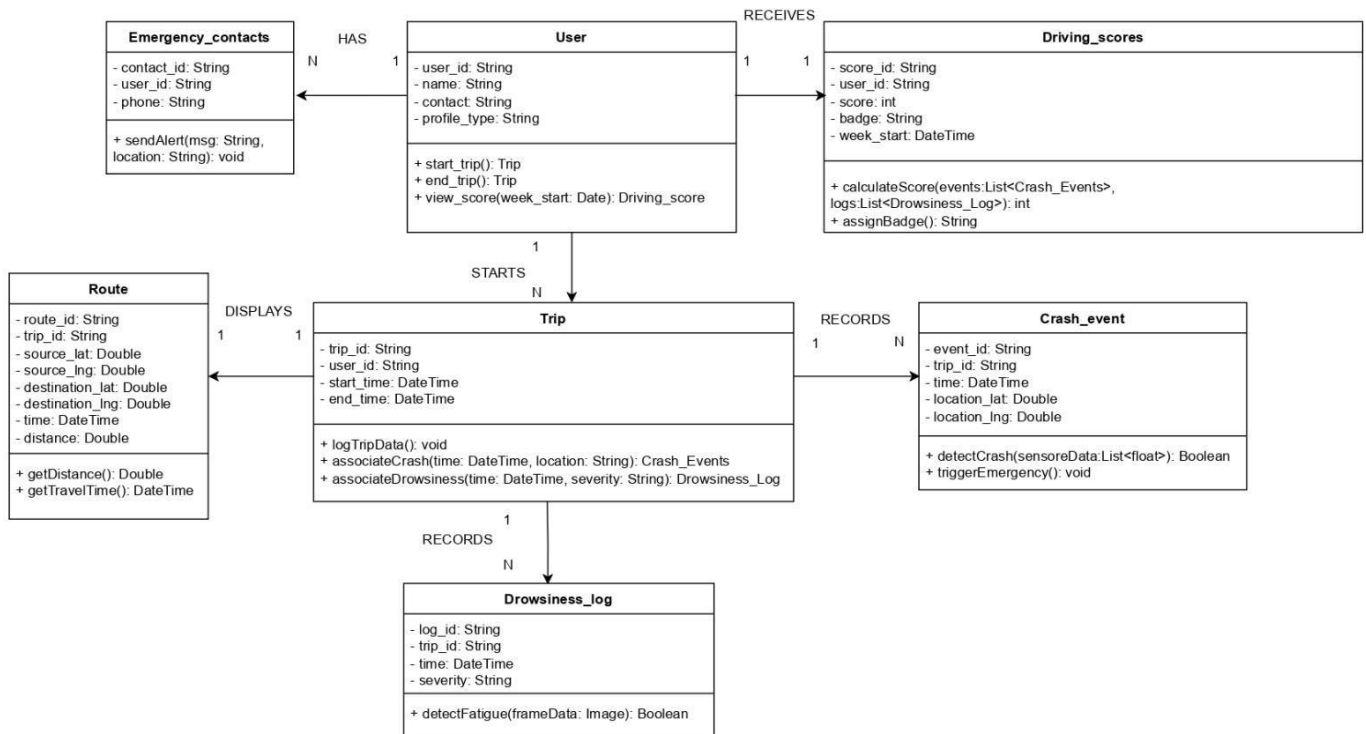 RECEIVES
Emergency_contacts
- contact_id: String
- user_id: String
- phone: String
+ sendAlert(msg: String,
location: String): void
HAS
N
1
User
- user_id: String
- name: String
- contact: String
- profile_type: String
+ start_trip(): Trip
+ end_trip(): Trip
+ view_score(week_start: Date): Driving_score
1
1
Driving_scores
- score_id: String
- user_id: String
- score: int
- badge: String
- week_start: DateTime
+ calculateScore(events:List<Crash_Events>,
logs:List<Drowsiness_Log>): int
+ assignBadge(): String
1
STARTS
N
Route
- route_id: String
- trip_id: String
- source_lat: Double
- source_lng: Double
- destination_lat: Double
- destination_lng: Double
- time: DateTime
- distance: Double
+ getDistance(): Double
+ getTravelTime(): DateTime
DISPLAYS
1
1
Trip
- trip_id: String
- user_id: String
- start_time: DateTime
- end_time: DateTime
+ logTripData(): void
+ associateCrash(time: DateTime, location: String): Crash_Events
+ associateDrowsiness(time: DateTime, severity: String): Drowsiness_Log
RECORDS
1
N
Crash_event
- event_id: String
- trip_id: String
- time: DateTime
- location_lat: Double
- location_lng: Double
+ detectCrash(sensoreData:List<float>): Boolean
+ triggerEmergency(): void
1
RECORDS
N
Drowsiness_log
- log_id: String
- trip_id: String
- time: DateTime
- severity: String
+ detectFatigue(frameData: Image): Boolean